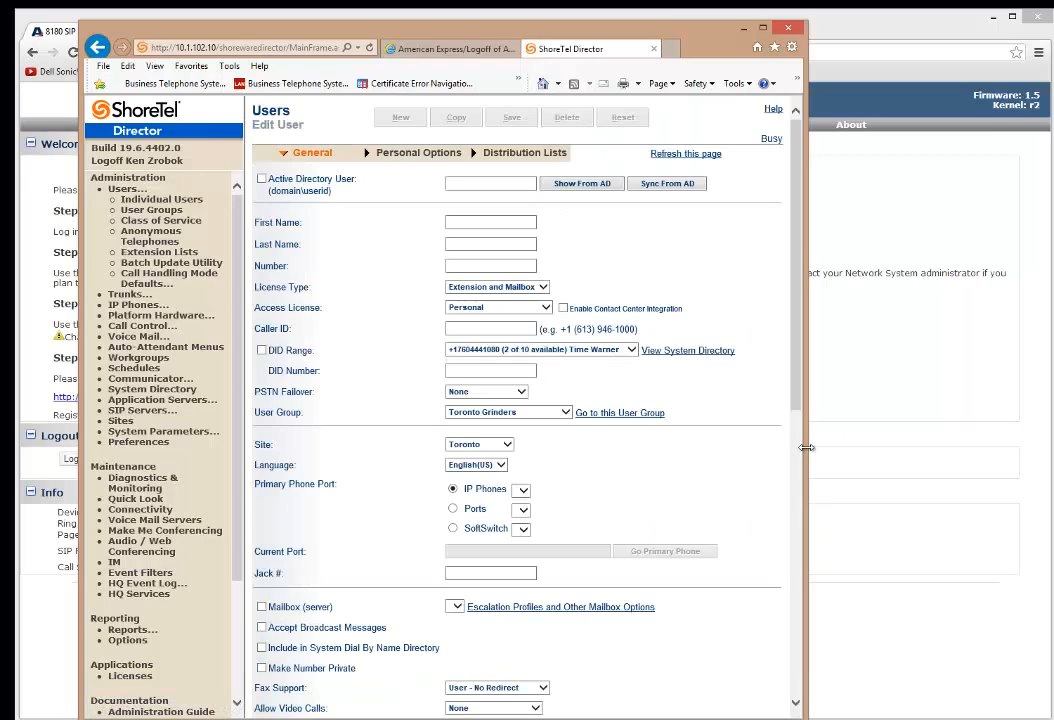 8180 SIP
http://10.1.102.10/shorewaredirector/MainFrame.a
American Express/Logoff of A...
ShoreTel Director
File Edit View Favorites Tools Help
Dell Sonic
Business Telephone Syste...
Business Telephone Syste...
Certificate Error Navigatio...
Page Safety Tools
ShoreTel
Director
Build 19.6.4402.0
Logoff Ken Zrobok
Administration
Users...
Individual Users
User Groups
Class of Service
Anonymous
Telephones
Extension Lists
Batch Update Utility
Call Handling Mode
Defaults...
Trunks...
IP Phones...
Platform Hardware...
Call Control...
Voice Mail...
Auto-Attendant Menus
Workgroups
Schedules
Communicator...
System Directory
Application Servers...
SIP Servers...
Sites
System Parameters...
Preferences
Maintenance
Diagnostics &
Monitoring
Quick Look
Connectivity
Voice Mail Servers
Make Me Conferencing
Audio / Web
Conferencing
IM
Event Filters
HQ Event Log...
HQ Services
Reporting
Reports...
Options
Applications
Licenses
Documentation
Administration Guide
Users
Edit User
New Copy Save Delete Reset
Help
Busy
General Personal Options Distribution Lists
Refresh this page
Active Directory User:
(domain\userid)
Show From AD Sync From AD
First Name:
Last Name:
Number:
License Type: Extension and Mailbox
Access License: Personal Enable Contact Center Integration
Caller ID: (e.g. +1 (613) 946-1000)
DID Range: +17604441080 (2 of 10 available) Time Warner View System Directory
DID Number:
PSTN Failover: None
User Group: Toronto Grinders Go to this User Group
Site: Toronto
Language: English(US)
Primary Phone Port: IP Phones
Ports
SoftSwitch
Current Port: Go Primary Phone
Jack #:
Mailbox (server) Escalation Profiles and Other Mailbox Options
Accept Broadcast Messages
Include in System Dial By Name Directory
Make Number Private
Fax Support: User - No Redirect
Allow Video Calls: None
Firmware: 1.5
Kernel: r2
About
Welcom
Pleas
Step
Log in
Step
Use th
plan t
Step
Use th
Cha
Step
Pleas
http:/
Regist
Logout
Log
Info
Devic
Ring
Page
SIP F
Call S
act your Network System administrator if you